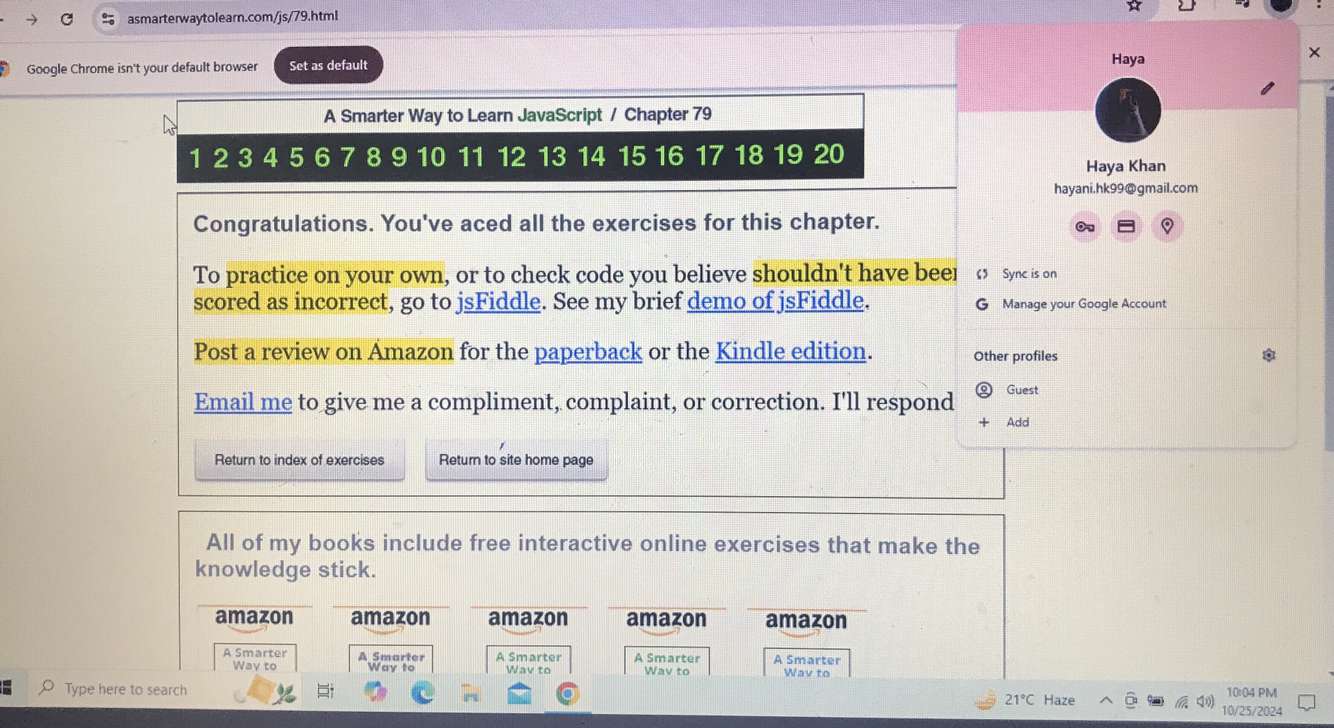 asmarterwaytolearn.com/js/79.html
Google Chrome isn't your default browser
Set as default
A Smarter Way to Learn JavaScript / Chapter 79
1 2 3 4 5 6 7 8 9 10 11 12 13 14 15 16 17 18 19 20
Congratulations. You've aced all the exercises for this chapter.
To practice on your own, or to check code you believe shouldn't have been
scored as incorrect, go to jsFiddle. See my brief demo of jsFiddle.
Post a review on Amazon for the paperback or the Kindle edition.
Email me to give me a compliment, complaint, or correction. I'll respond
Return to index of exercises
Return to site home page
Haya
Haya Khan
hayani.hk99@gmail.com
Sync is on
G Manage your Google Account
Other profiles
Guest
+ Add
All of my books include free interactive online exercises that make the
knowledge stick.
amazon amazon amazon amazon amazon
A Smarter A Smarter A Smarter A Smarter A Smarter
Way to Way to Way to Way to Way to
Type here to search
21°C Haze
10:04 PM
10/25/2024